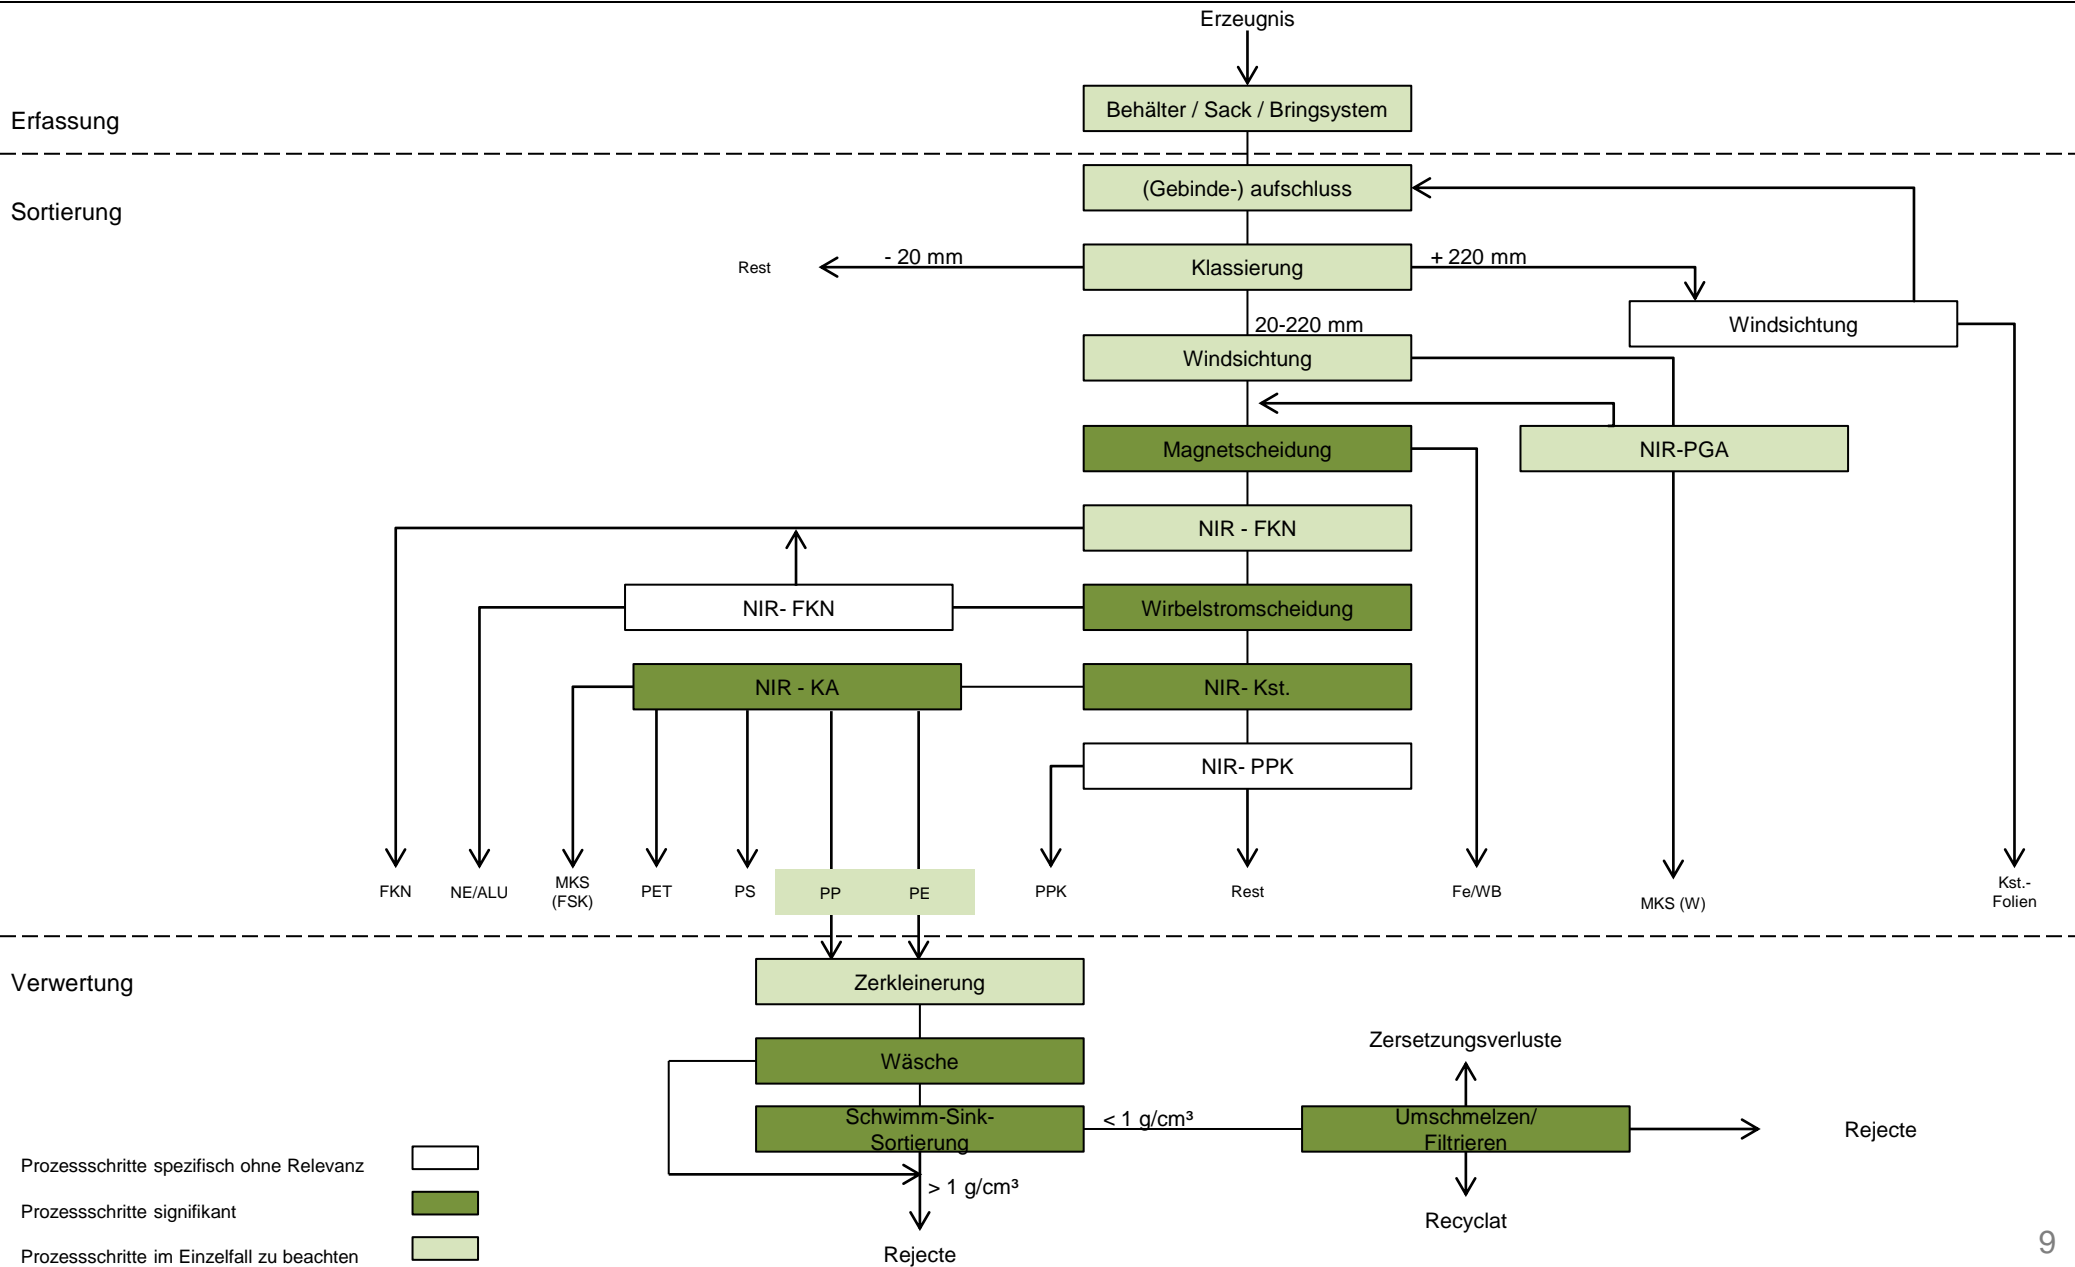 Erzeugnis
Behälter / Sack / Bringsystem
Erfassung
(Gebinde-) aufschluss
Sortierung
- 20 mm
+ 220 mm
Rest
Klassierung
20-220 mm
Windsichtung
Windsichtung
Magnetscheidung
NIR-PGA
NIR - FKN
NIR- FKN
Wirbelstromscheidung
NIR - KA
NIR- Kst.
NIR- PPK
FKN
NE/ALU
MKS
(FSK)
PET
PS
PP
PE
PPK
Rest
Fe/WB
MKS (W)
Kst.-
Folien
Verwertung
Zerkleinerung
Wäsche
Zersetzungsverluste
Schwimm-Sink-
Sortierung
< 1 g/cm³
Umschmelzen/
Filtrieren
Rejecte
> 1 g/cm³
Recyclat
Rejecte
Prozessschritte spezifisch ohne Relevanz
Prozessschritte signifikant
Prozessschritte im Einzelfall zu beachten
9